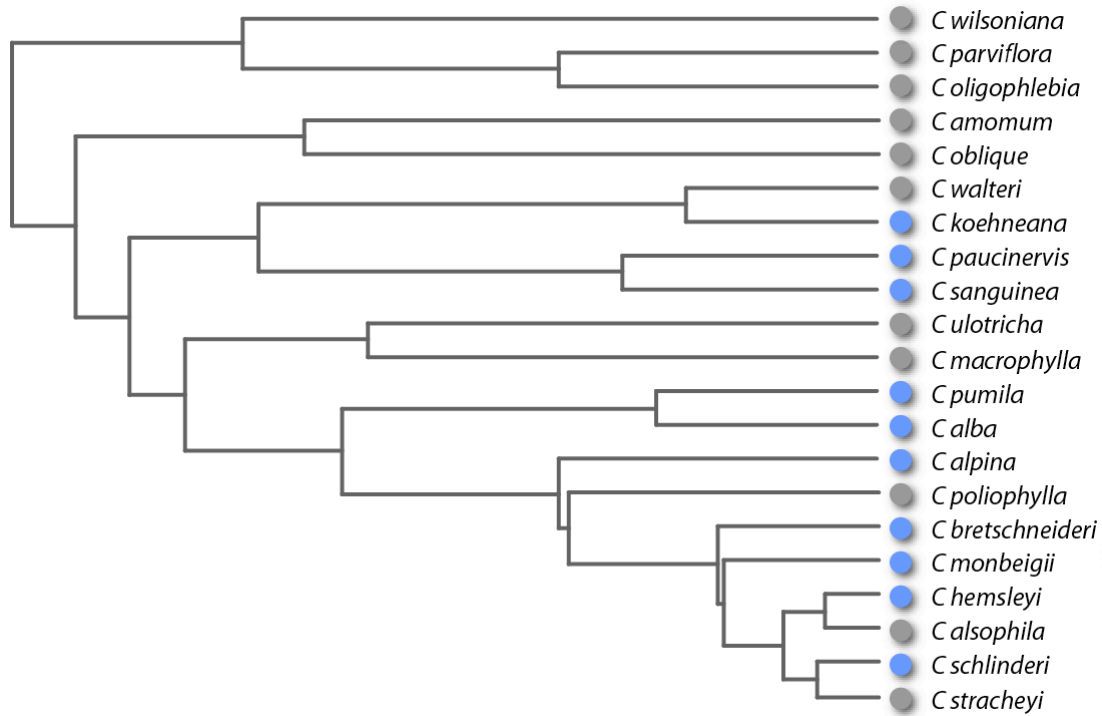 C wilsoniana
C parviflora
C oligophlebia
C amomum
C oblique
C walteri
C koehneana
C paucinervis
C sanguinea
C ulotricha
C macrophylla
C pumila
C alba
C alpina
C poliophylla
C bretschneideri
C monbeigii
C hemsleyi
C alsophila
C schlinderi
C stracheyi